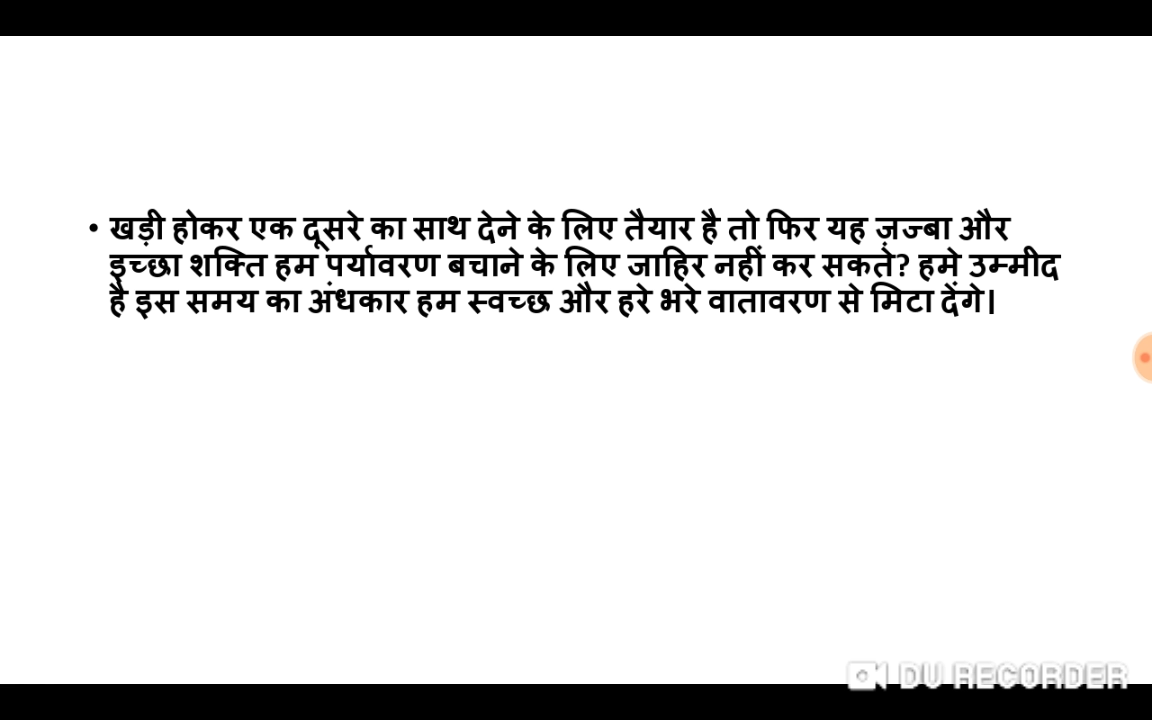 • खड़ी होकर एक दूसरे का साथ देने के लिए तैयार है तो फिर यह ज़ज्बा और
इच्छा शक्ति हम पर्यावरण बचाने के लिए जाहिर नहीं कर सकते? हमे उम्मीद
है इस समय का अंधकार हम स्वच्छ और हरे भरे वातावरण से मिटा देंगे।
DU RECORDER